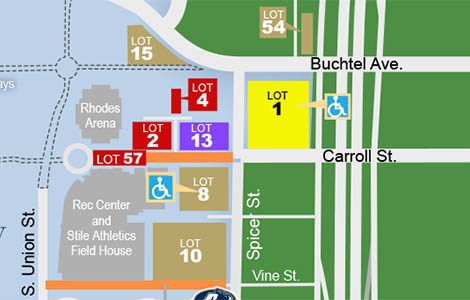 LOT
54
LOT
15
Buchtel Ave.
ays
LOT
4
LOT
1
Rhodes
Arena
LOT
2
LOT
13
LOT 57
Carroll St.
LOT
8
Rec Center
and
Stile Athletics
Field House
S. Union St.
Spicer St.
LOT
10
Vine St.